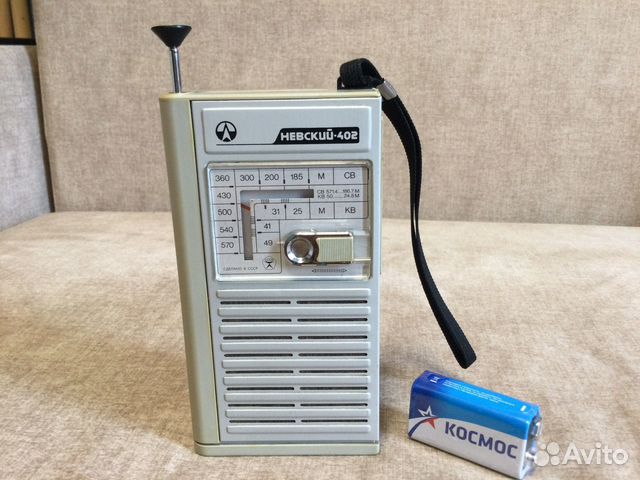 НЕВСКИЙ-402
360 300 200 185 М СВ
430 СВ 571,4...186,7 М
КВ 50......24,8 М
500 31 25 М КВ
540 41
570 49
СДЕЛАНО В СССР
КОСМОС
Avito